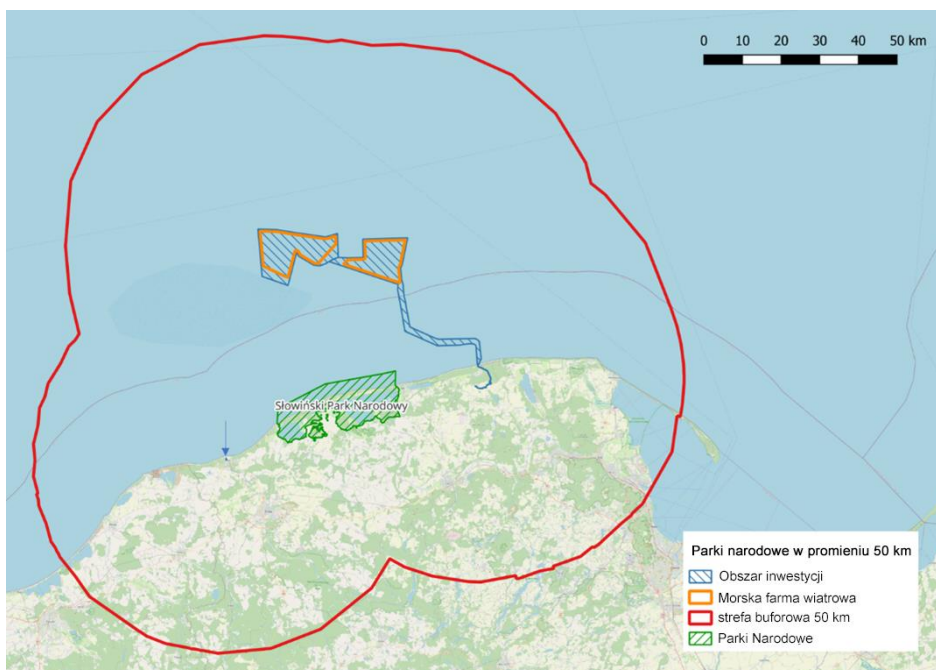 0 10 20 30 40 50 km
Słowiński Park Narodowy
Parki narodowe w promieniu 50 km
Obszar inwestycji
Morska farma wiatrowa
strefa buforowa 50 km
Parki Narodowe